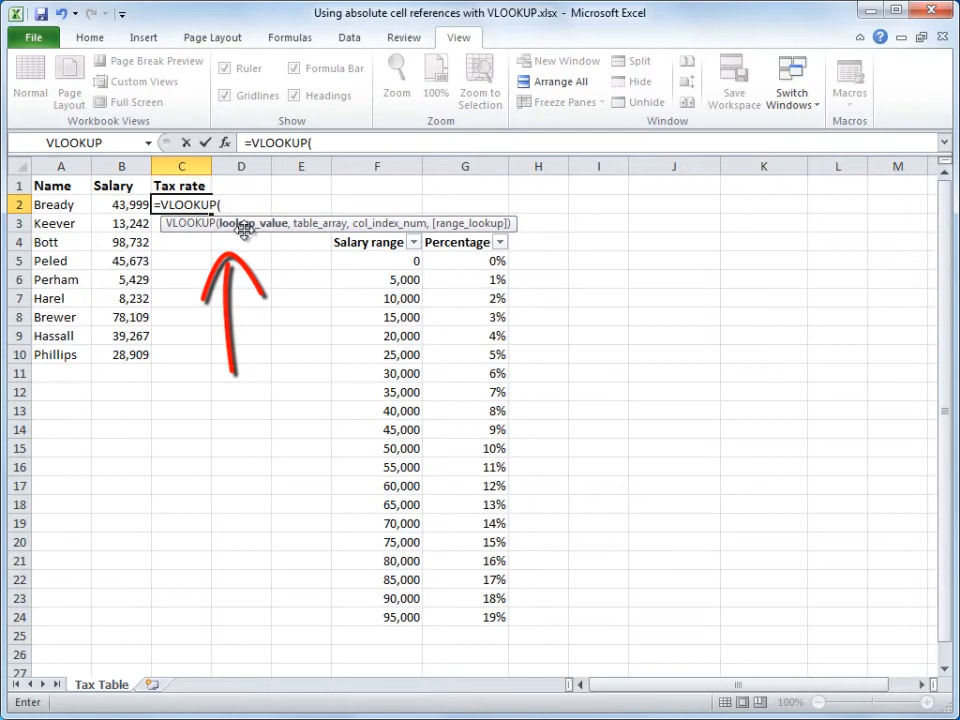 Using absolute cell references with VLOOKUP.xlsx - Microsoft Excel
File Home Insert Page Layout Formulas Data Review View
Normal
Page Layout
Page Break Preview
Custom Views
Full Screen
Workbook Views
Ruler Formula Bar
Gridlines Headings
Show
Zoom
100%
Zoom to Selection
Zoom
New Window
Arrange All
Freeze Panes
Split
Hide
Unhide
Save Workspace
Switch Windows
Window
Macros
Macros
VLOOKUP =VLOOKUP(
A B C D E F G H I J K L M
1 Name Salary Tax rate
2 Bready 43,999 =VLOOKUP(
3 Keever 13,242 VLOOKUP(lookup_value, table_array, col_index_num, [range_lookup])
4 Bott 98,732 Salary range Percentage
5 Peled 45,673 0 0%
6 Perham 5,429 5,000 1%
7 Harel 8,232 10,000 2%
8 Brewer 78,109 15,000 3%
9 Hassall 39,267 20,000 4%
10 Phillips 28,909 25,000 5%
11 30,000 6%
12 35,000 7%
13 40,000 8%
14 45,000 9%
15 50,000 10%
16 55,000 11%
17 60,000 12%
18 65,000 13%
19 70,000 14%
20 75,000 15%
21 80,000 16%
22 85,000 17%
23 90,000 18%
24 95,000 19%
25
26
27
Tax Table
Enter 100%